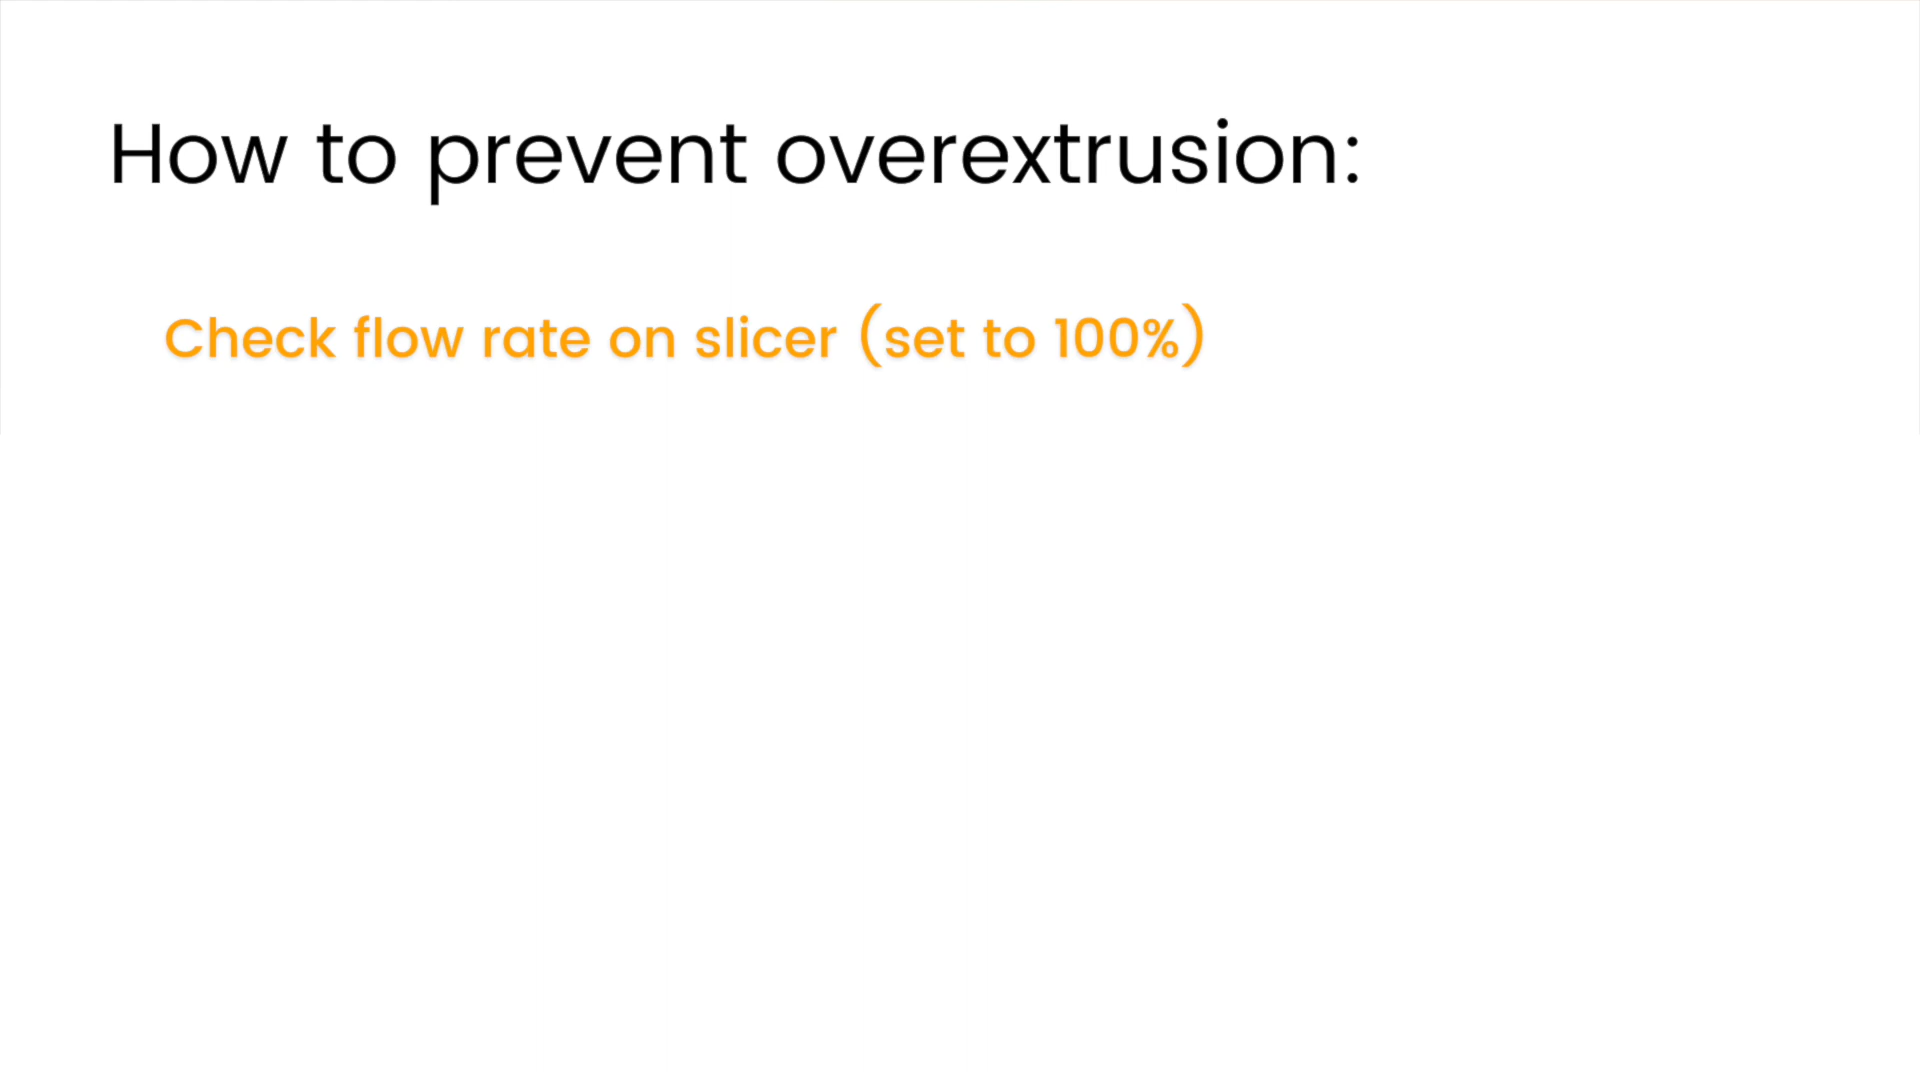 How to prevent overextrusion:
Check flow rate on slicer (set to 100%)